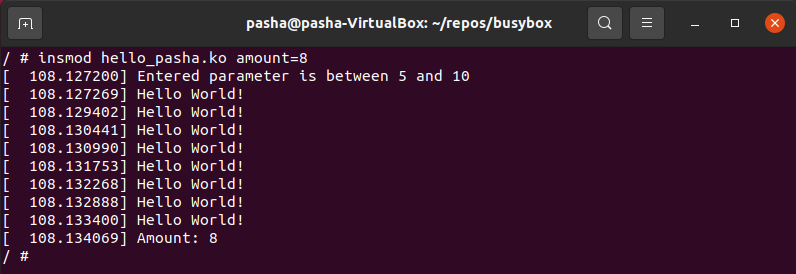 pasha@pasha-VirtualBox: ~/repos/busybox
/ # insmod hello_pasha.ko amount=8
[  108.127200] Entered parameter is between 5 and 10
[  108.127269] Hello World!
[  108.129402] Hello World!
[  108.130441] Hello World!
[  108.130990] Hello World!
[  108.131753] Hello World!
[  108.132268] Hello World!
[  108.132888] Hello World!
[  108.133400] Hello World!
[  108.134069] Amount: 8
/ #